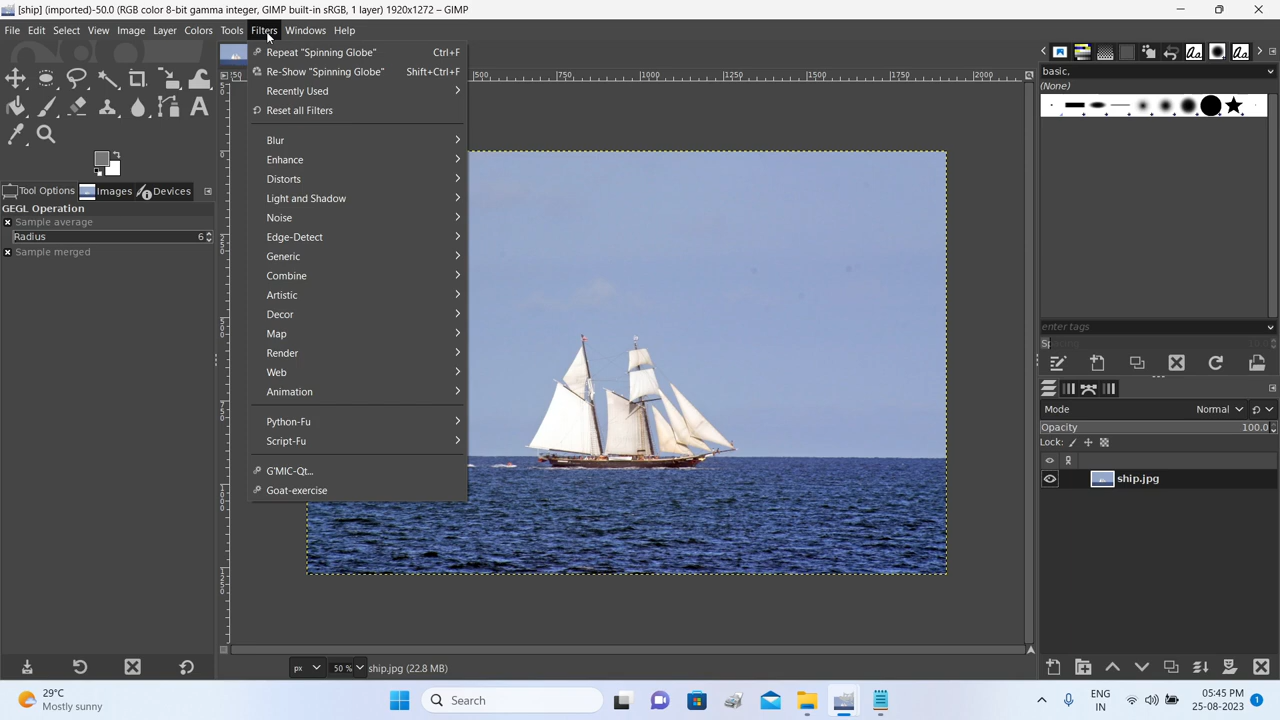 [ship] (imported)-50.0 (RGB color 8-bit gamma integer, GIMP built-in sRGB, 1 layer) 1920x1272 – GIMP
File Edit Select View Image Layer Colors Tools Filters Windows Help
Repeat "Spinning Globe" Ctrl+F
Re-Show "Spinning Globe" Shift+Ctrl+F
Recently Used
Reset all Filters
Blur
Enhance
Distorts
Light and Shadow
Noise
Edge-Detect
Generic
Combine
Artistic
Decor
Map
Render
Web
Animation
Python-Fu
Script-Fu
G'MIC-Qt...
Goat-exercise
Tool Options Images Devices
GEGL Operation
Sample average
Radius 6
Sample merged
500 750 1000 1250 1500 1750 2000
basic,
(None)
enter tags
Mode Normal
Opacity 100.0
Lock:
ship.jpg
px 50 % ship.jpg (22.8 MB)
29°C
Mostly sunny
Search
ENG
IN
05:45 PM
25-08-2023
1